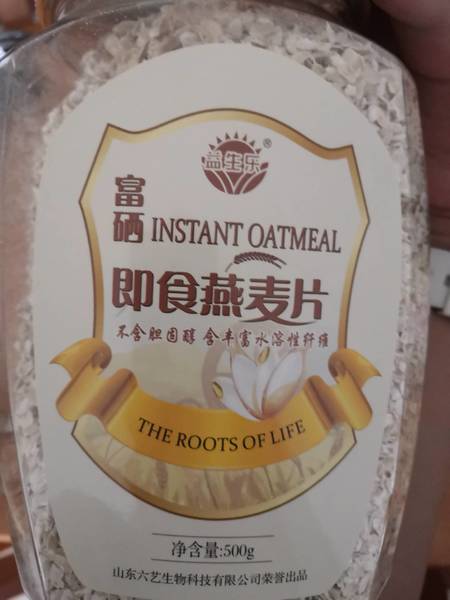 益生乐®
富硒
INSTANT OATMEAL
即食燕麦片
不含胆固醇 含丰富水溶性纤维
THE ROOTS OF LIFE
净含量:500g
山东六艺生物科技有限公司荣誉出品